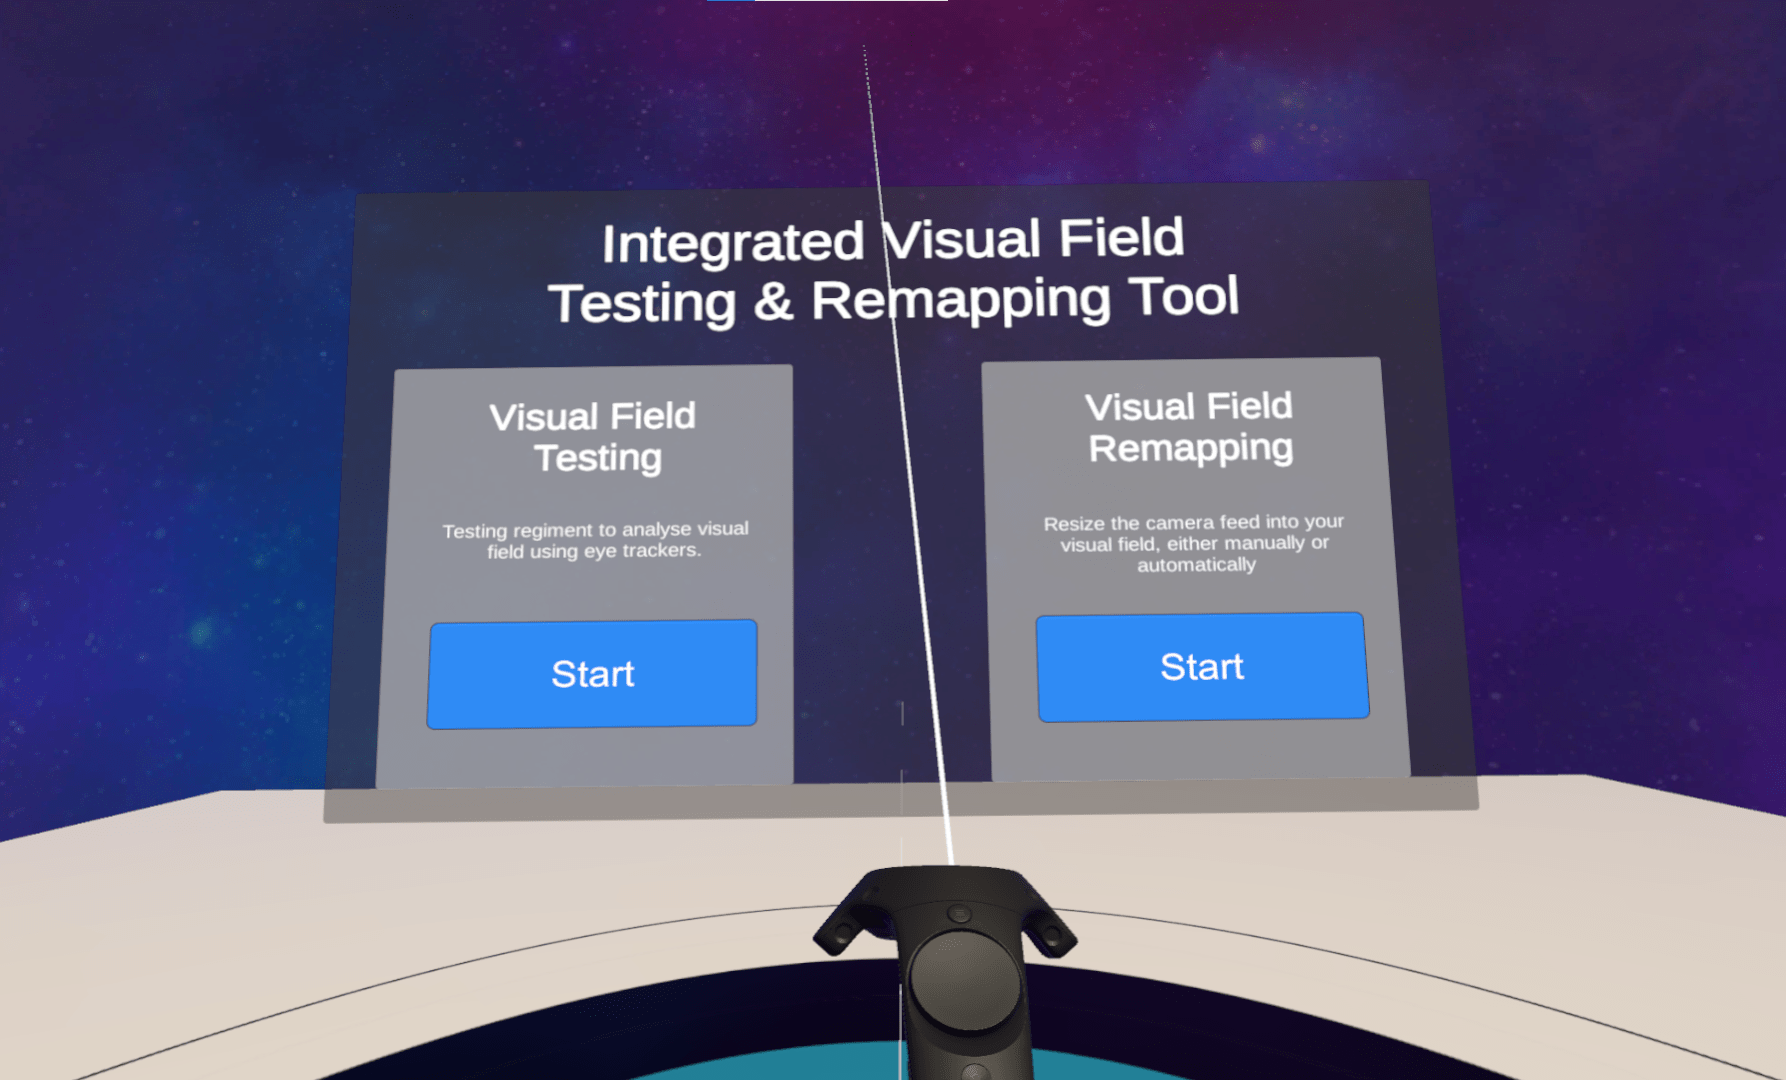 Integrated Visual Field
Testing & Remapping Tool
Visual Field
Testing
Testing regiment to analyse visual
field using eye trackers.
Start
Visual Field
Remapping
Resize the camera feed into your
visual field, either manually or
automatically
Start